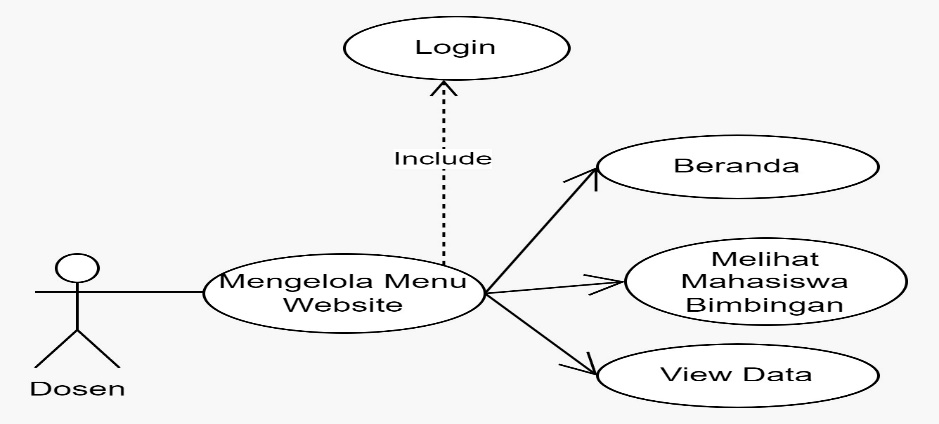 Login
Include
Beranda
Mengelola Menu
Website
Melihat
Mahasiswa
Bimbingan
View Data
Dosen